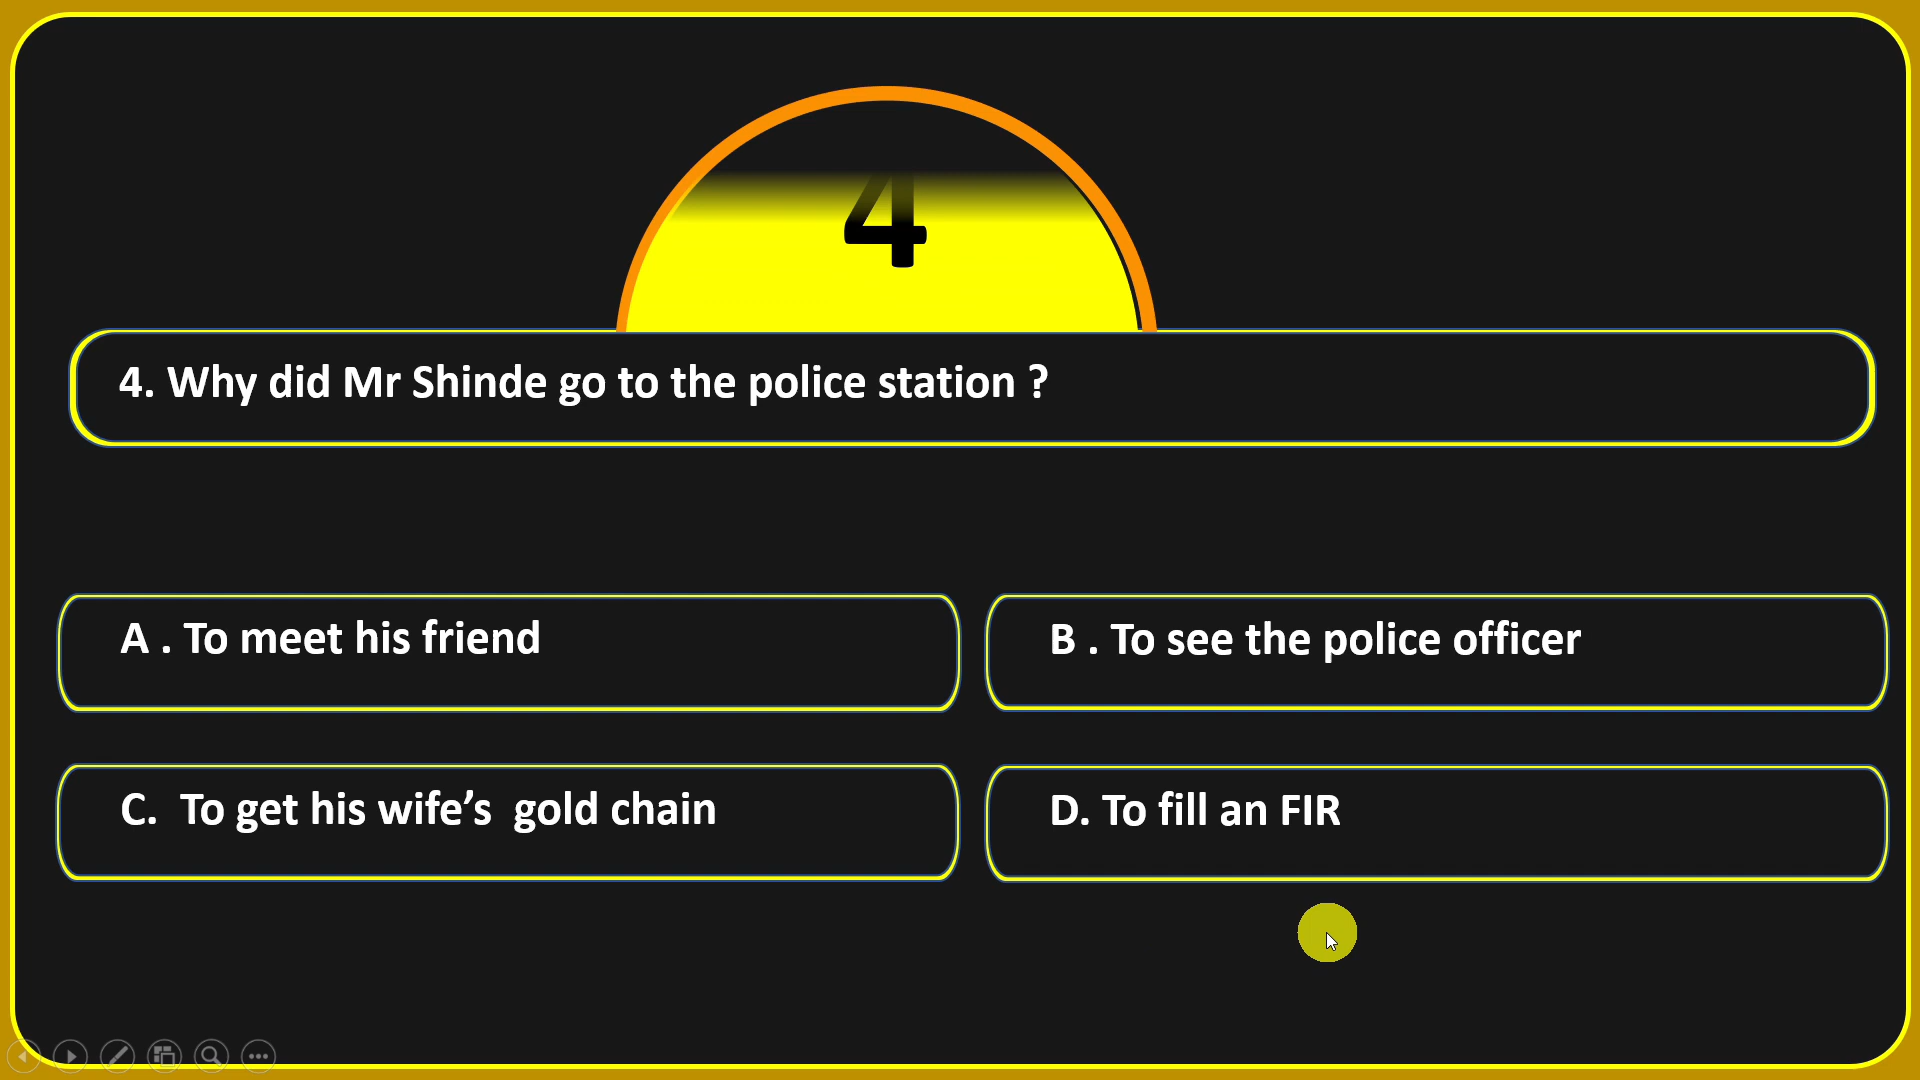 4
4. Why did Mr Shinde go to the police station ?
A . To meet his friend
B . To see the police officer
C.  To get his wife’s  gold chain
D. To fill an FIR